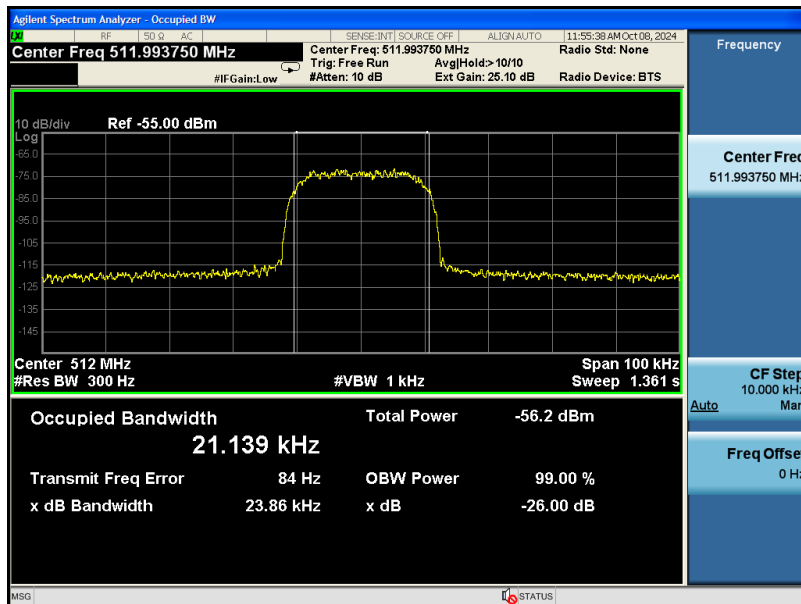 Agilent Spectrum Analyzer - Occupied BW
LXI RF 50 Ω AC SENSE:INT SOURCE OFF ALIGN AUTO 11:55:38 AM Oct 08, 2024
Center Freq 511.993750 MHz
Center Freq: 511.993750 MHz Radio Std: None
Trig: Free Run Avg|Hold:> 10/10
#IFGain:Low #Atten: 10 dB Ext Gain: 25.10 dB Radio Device: BTS
Frequency
10 dB/div Ref -55.00 dBm
Log
-65.0
-75.0
-85.0
-95.0
-105
-115
-125
-135
-145
Center 512 MHz Span 100 kHz
#Res BW 300 Hz #VBW 1 kHz Sweep 1.361 s
Occupied Bandwidth Total Power -56.2 dBm
21.139 kHz
Transmit Freq Error 84 Hz OBW Power 99.00 %
x dB Bandwidth 23.86 kHz x dB -26.00 dB
Center Freq
511.993750 MHz
CF Step
10.000 kHz
Auto Man
Freq Offset
0 Hz
MSG STATUS